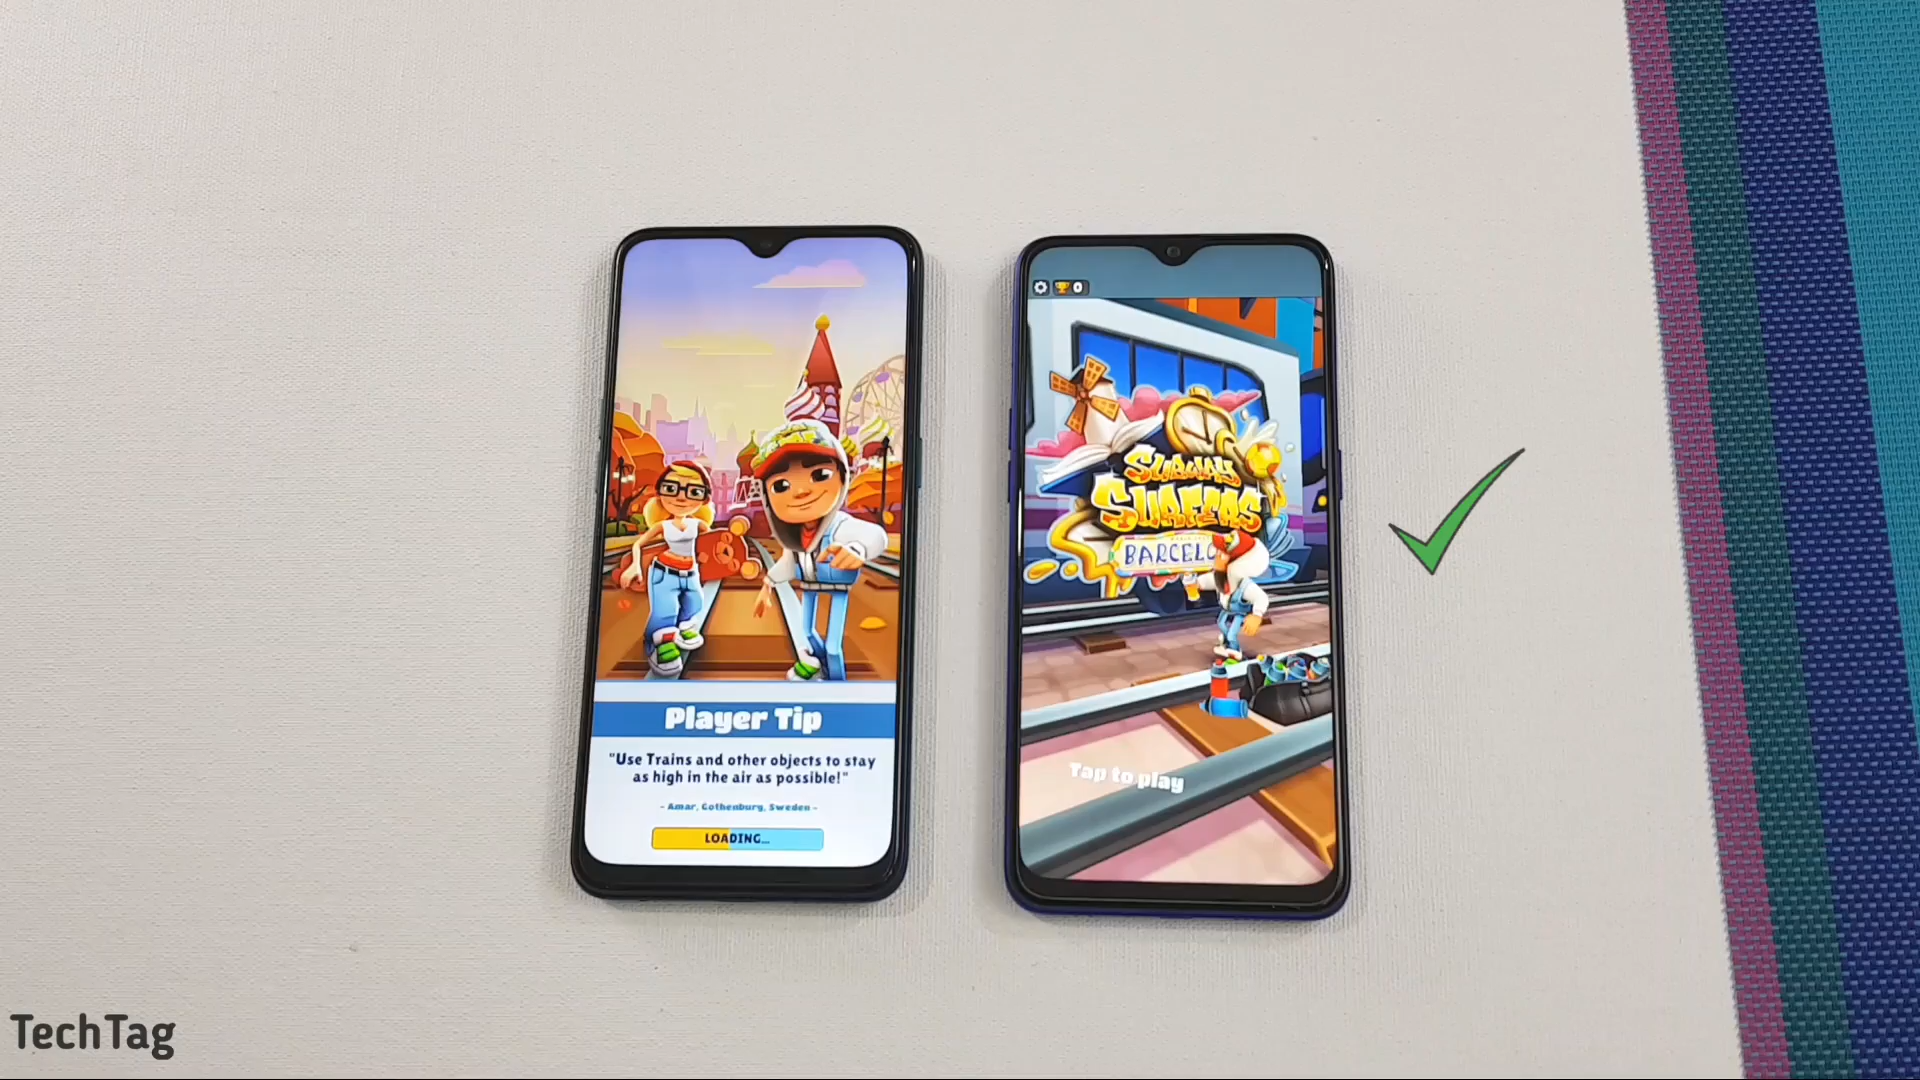 Player Tip
"Use Trains and other objects to stay
as high in the air as possible!"
- Amar, Gothenburg, Sweden -
LOADING...
0
SUBWAY
SURFERS
BARCELO
Tap to play
TechTag